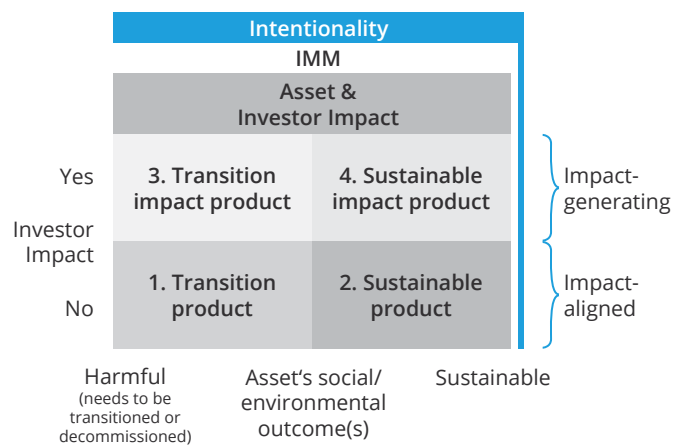 Intentionality
IMM
Asset &
Investor Impact
Yes
3. Transition
impact product
4. Sustainable
impact product
Impact-
generating
Investor
Impact
No
1. Transition
product
2. Sustainable
product
Impact-
aligned
Harmful
(needs to be
transitioned or
decommissioned)
Asset‘s social/
environmental
outcome(s)
Sustainable